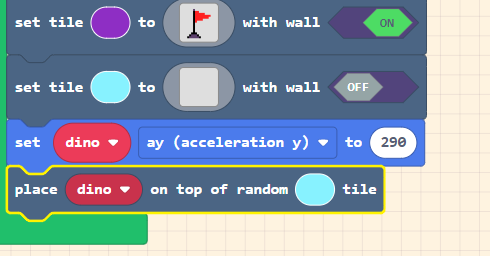 set tile to with wall ON
set tile to with wall OFF
set dino ay (acceleration y) to 290
place dino on top of random tile